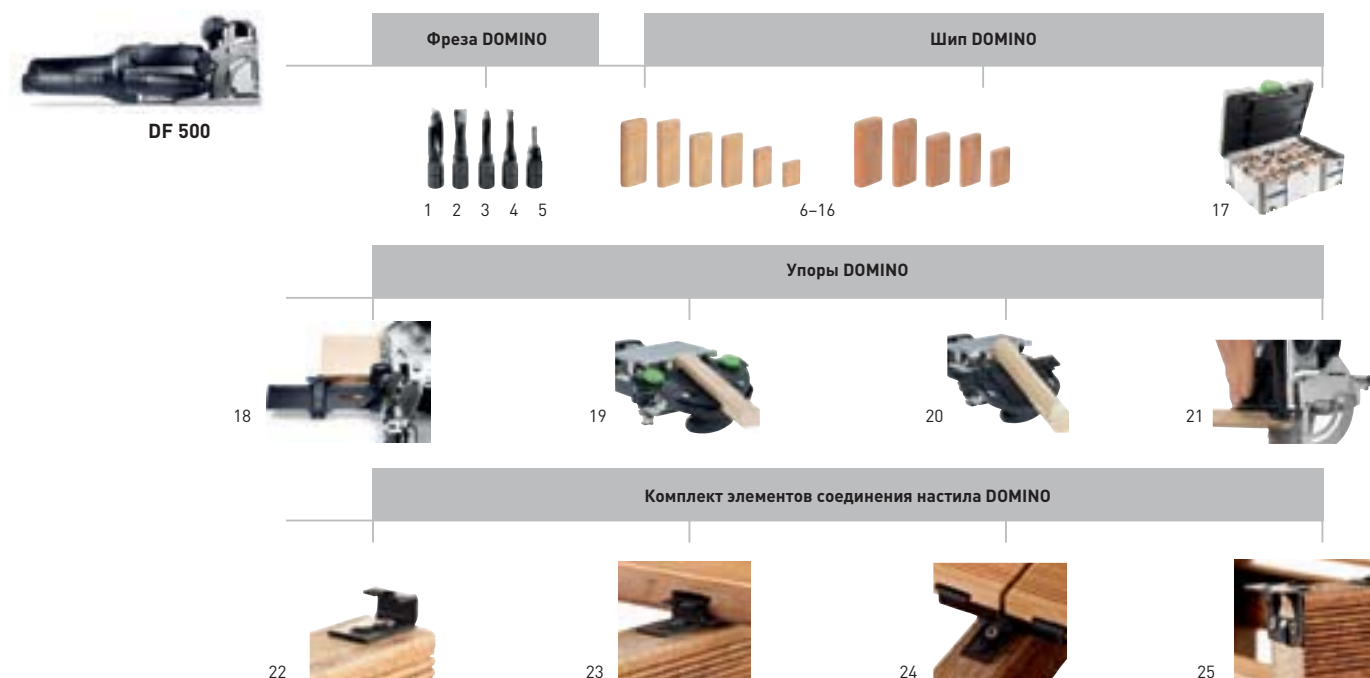 Фреза DOMINO
Шип DOMINO
DF 500
1 2 3 4 5
6–16
17
Упоры DOMINO
18
19
20
21
Комплект элементов соединения настила DOMINO
22
23
24
25